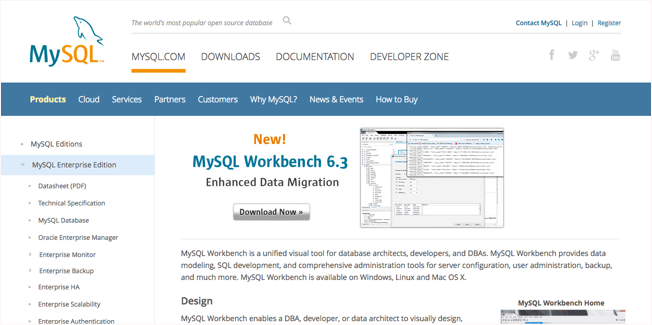 MySQL™
The world's most popular open source database
Contact MySQL | Login | Register
MYSQL.COM DOWNLOADS DOCUMENTATION DEVELOPER ZONE
Products Cloud Services Partners Customers Why MySQL? News & Events How to Buy
MySQL Editions
MySQL Enterprise Edition
Datasheet (PDF)
Technical Specification
MySQL Database
Oracle Enterprise Manager
Enterprise Monitor
Enterprise Backup
Enterprise HA
Enterprise Scalability
Enterprise Authentication
New!
MySQL Workbench 6.3
Enhanced Data Migration
Download Now »
MySQL Workbench is a unified visual tool for database architects, developers, and DBAs. MySQL Workbench provides data
modeling, SQL development, and comprehensive administration tools for server configuration, user administration, backup,
and much more. MySQL Workbench is available on Windows, Linux and Mac OS X.
Design
MySQL Workbench enables a DBA, developer, or data architect to visually design,
MySQL Workbench Home